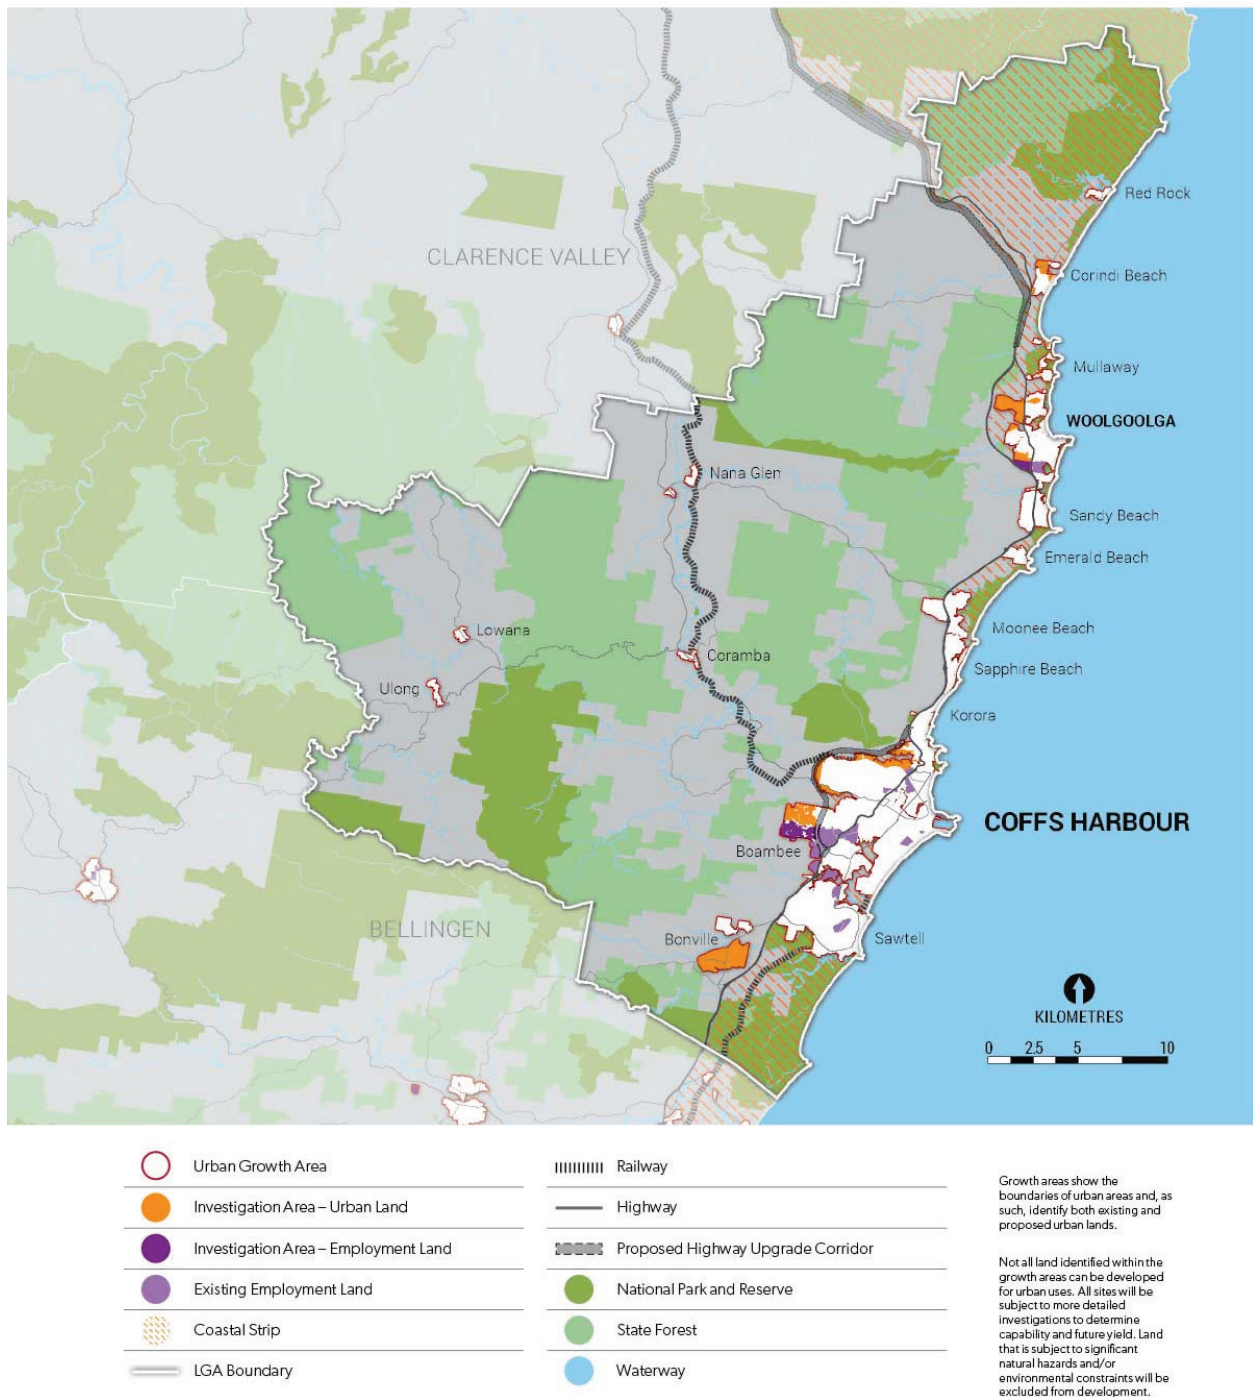 Red Rock
CLARENCE VALLEY
Corindi Beach
Mullaway
WOOLGOOLGA
Nana Glen
Sandy Beach
Emerald Beach
Lowana
Moonee Beach
Coramba
Sapphire Beach
Ulong
Korora
COFFS HARBOUR
Boambee
BELLINGEN
Bonville
Sawtell
KILOMETRES
0 2.5 5 10
Urban Growth Area
Investigation Area – Urban Land
Investigation Area – Employment Land
Existing Employment Land
Coastal Strip
LGA Boundary
Railway
Highway
Proposed Highway Upgrade Corridor
National Park and Reserve
State Forest
Waterway
Growth areas show the
boundaries of urban areas and, as
such, identify both existing and
proposed urban lands.
Not all land identified within the
growth areas can be developed
for urban uses. All sites will be
subject to more detailed
investigations to determine
capability and future yield. Land
that is subject to significant
natural hazards and/or
environmental constraints will be
excluded from development.